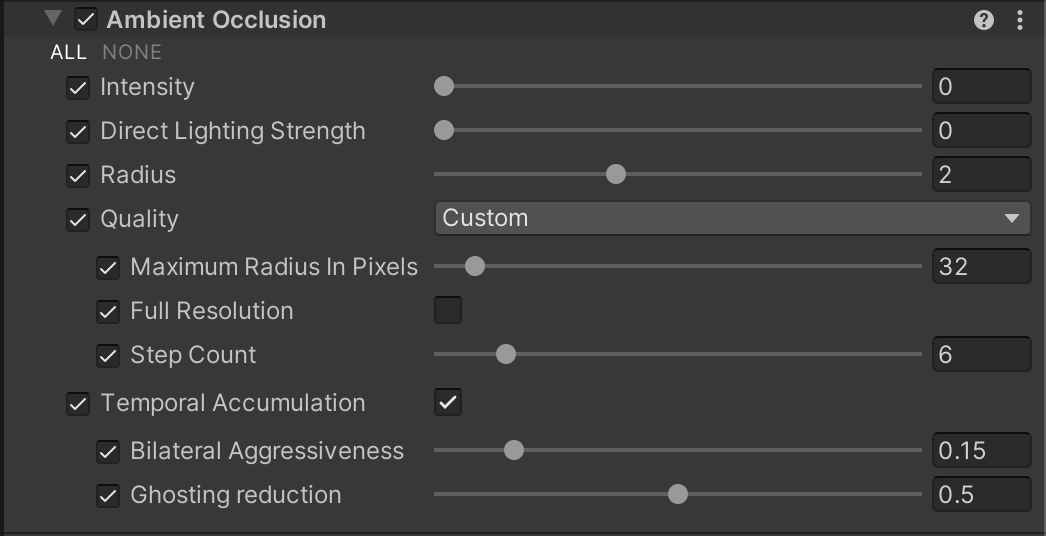 Ambient Occlusion
ALL NONE
Intensity 0
Direct Lighting Strength 0
Radius 2
Quality Custom
Maximum Radius In Pixels 32
Full Resolution
Step Count 6
Temporal Accumulation
Bilateral Aggressiveness 0.15
Ghosting reduction 0.5